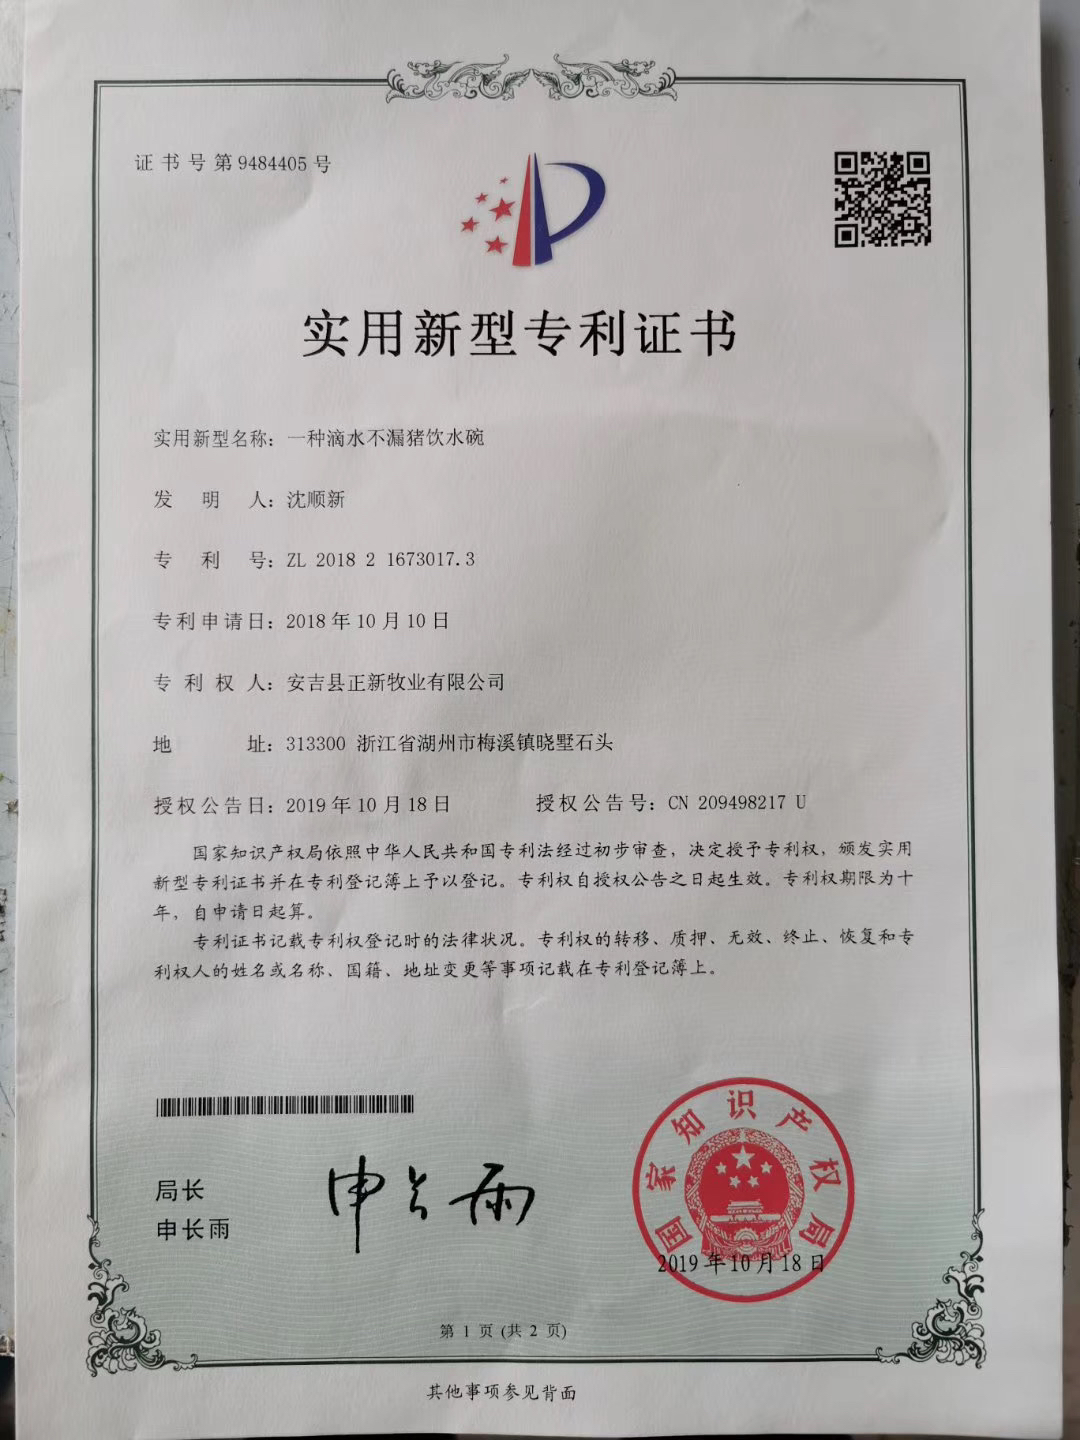 证书号第9484405号
实用新型专利证书
实用新型名称：一种滴水不漏猪饮水碗
发明人：沈顺新
专利号：ZL 2018 2 1673017.3
专利申请日：2018年10月10日
专利权人：安吉县正新牧业有限公司
地址：313300 浙江省湖州市梅溪镇晓墅石头
授权公告日：2019年10月18日 授权公告号：CN 209498217 U
国家知识产权局依照中华人民共和国专利法经过初步审查，决定授予专利权，颁发实用
新型专利证书并在专利登记簿上予以登记。专利权自授权公告之日起生效。专利权期限为十
年，自申请日起算。
专利证书记载专利权登记时的法律状况。专利权的转移、质押、无效、终止、恢复和专
利权人的姓名或名称、国籍、地址变更等事项记载在专利登记簿上。
局长
申长雨
申长雨
国家知识产权局
2019年10月18日
第 1 页 (共 2 页)
其他事项参见背面